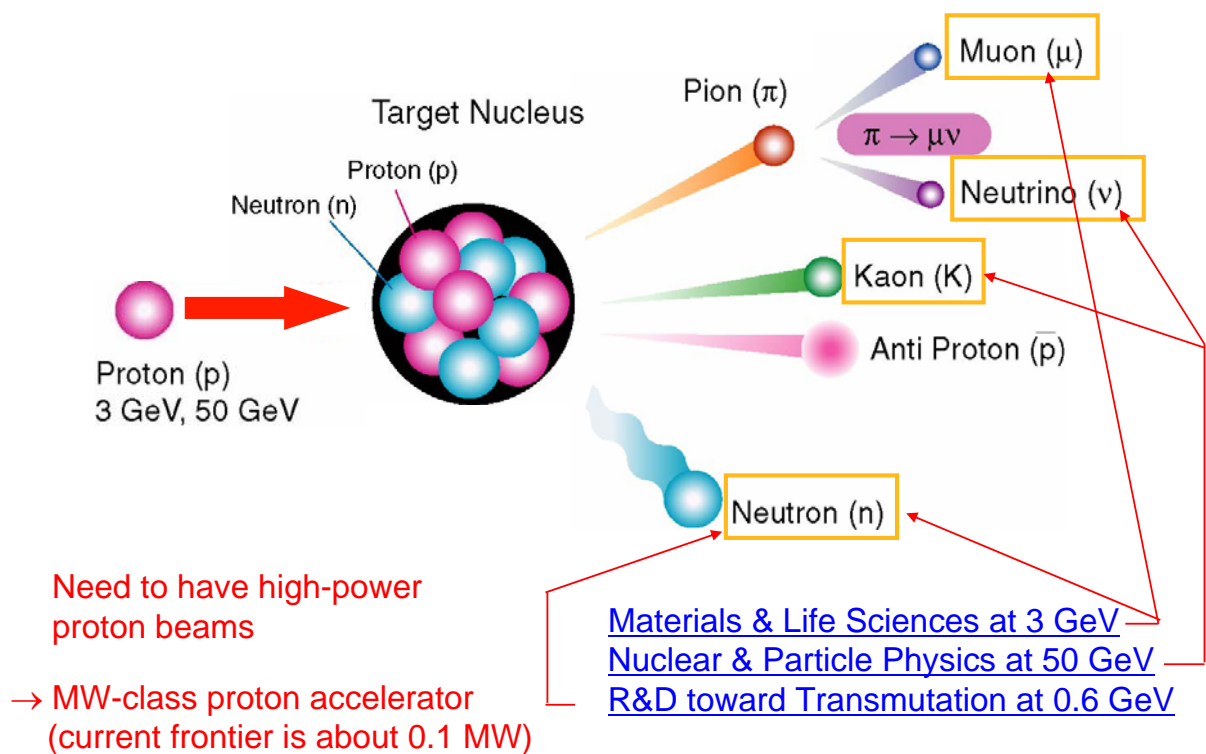 Target Nucleus
Proton (p)
Neutron (n)
Proton (p)
3 GeV, 50 GeV
Pion (π)
Muon (μ)
π → μν
Neutrino (ν)
Kaon (K)
Anti Proton (p̅)
Neutron (n)
Need to have high-power
proton beams
→ MW-class proton accelerator
(current frontier is about 0.1 MW)
Materials & Life Sciences at 3 GeV
Nuclear & Particle Physics at 50 GeV
R&D toward Transmutation at 0.6 GeV